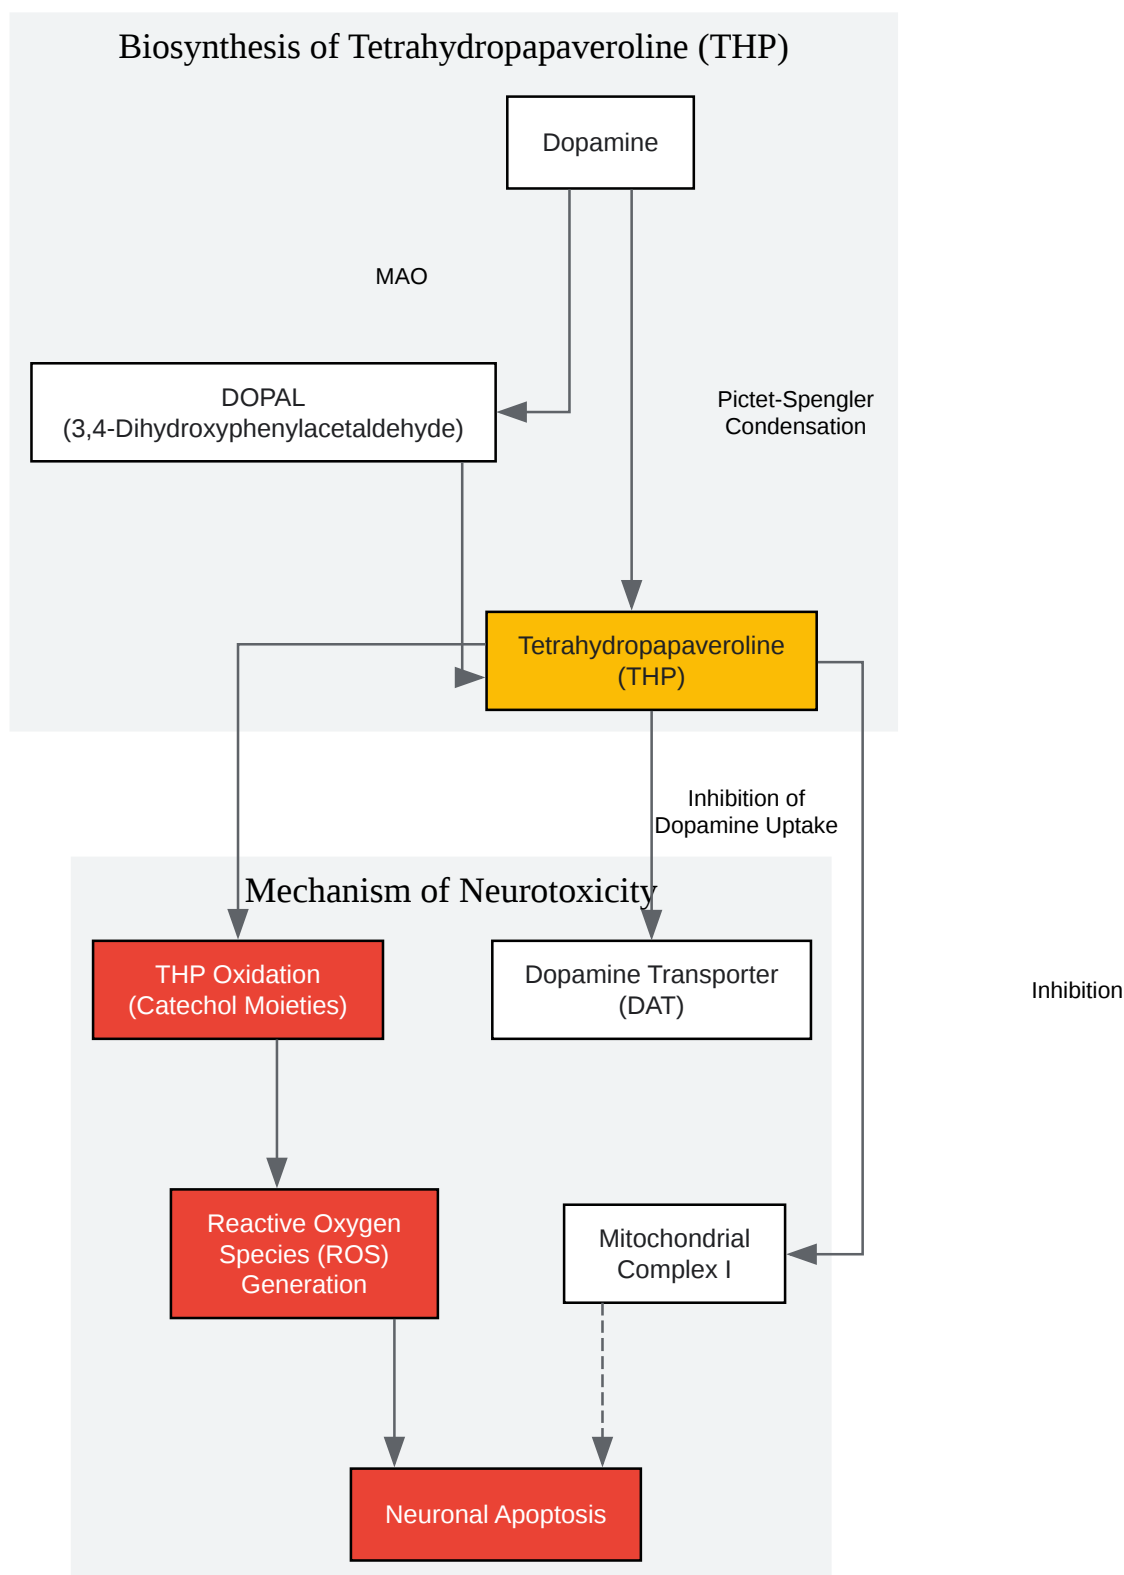 Biosynthesis of Tetrahydropapaveroline (THP)
Dopamine
MAO
DOPAL
(3,4-Dihydroxyphenylacetaldehyde)
Pictet-Spengler
Condensation
Tetrahydropapaveroline
(THP)
Inhibition of
Dopamine Uptake
Mechanism of Neurotoxicity
THP Oxidation
(Catechol Moieties)
Dopamine Transporter
(DAT)
Inhibition
Reactive Oxygen
Species (ROS)
Generation
Mitochondrial
Complex I
Neuronal Apoptosis